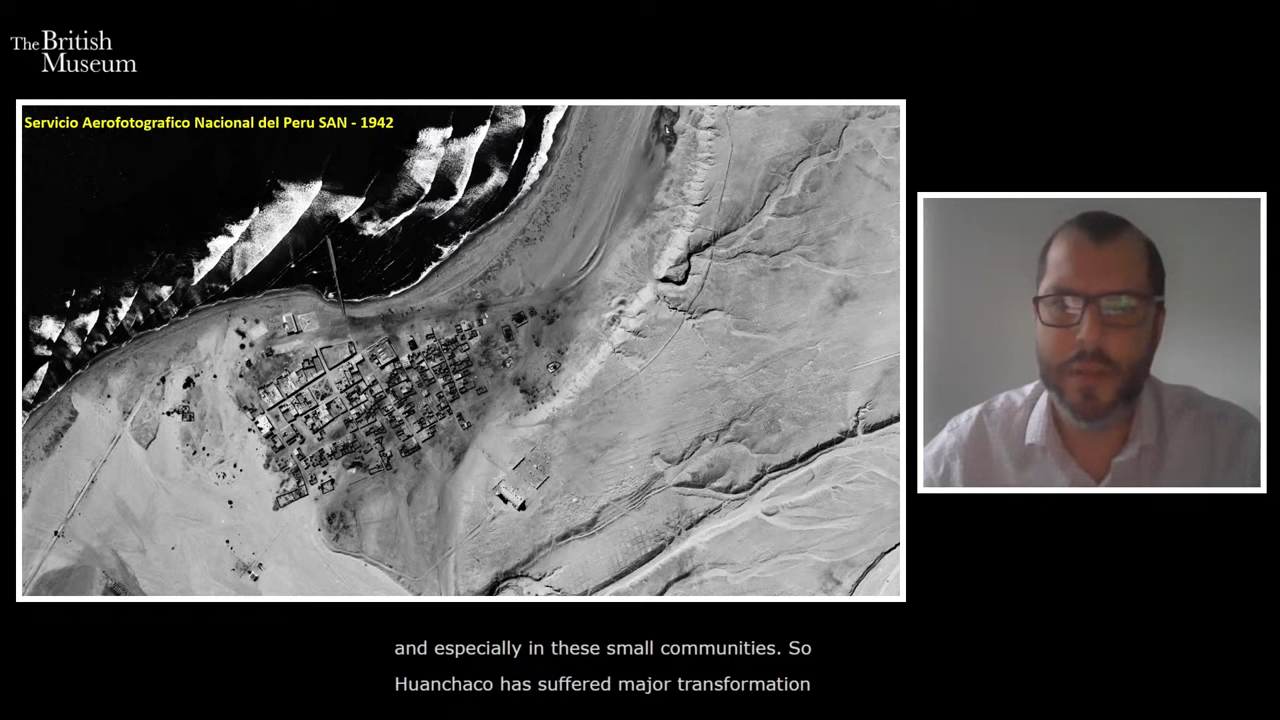 The British
Museum
Servicio Aerofotografico Nacional del Peru SAN - 1942
and especially in these small communities. So
Huanchaco has suffered major transformation